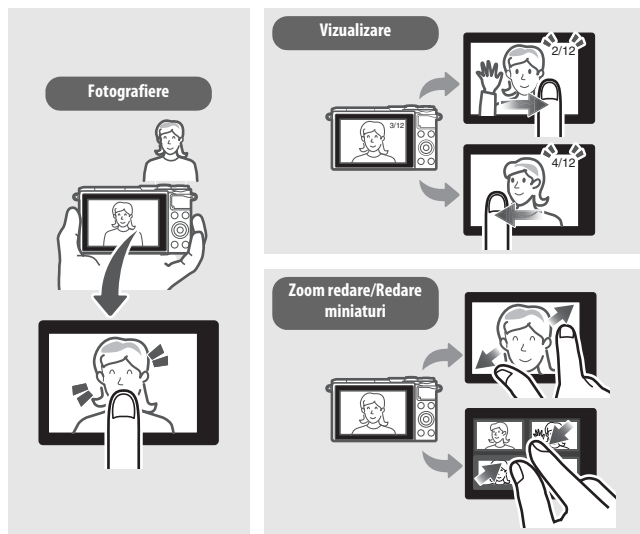 Fotografiere
Vizualizare
3/12
2/12
4/12
Zoom redare/Redare
miniaturi